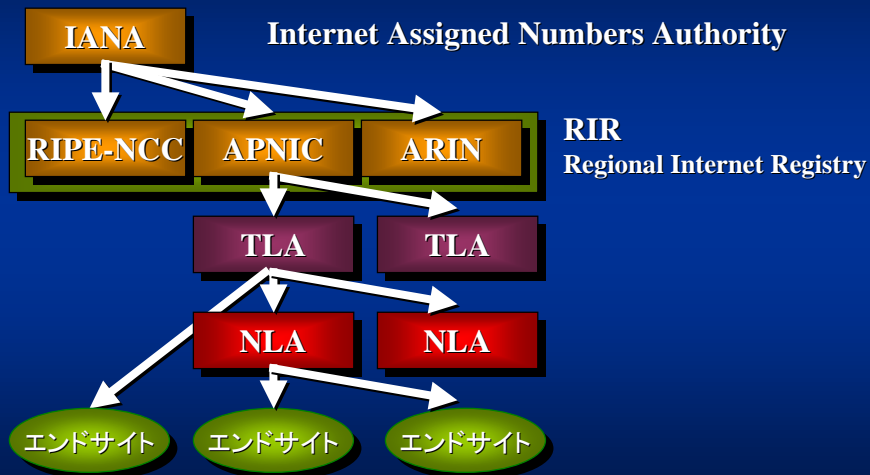 IANA
Internet Assigned Numbers Authority
RIPE-NCC
APNIC
ARIN
RIR
Regional Internet Registry
TLA
TLA
NLA
NLA
エンドサイト
エンドサイト
エンドサイト